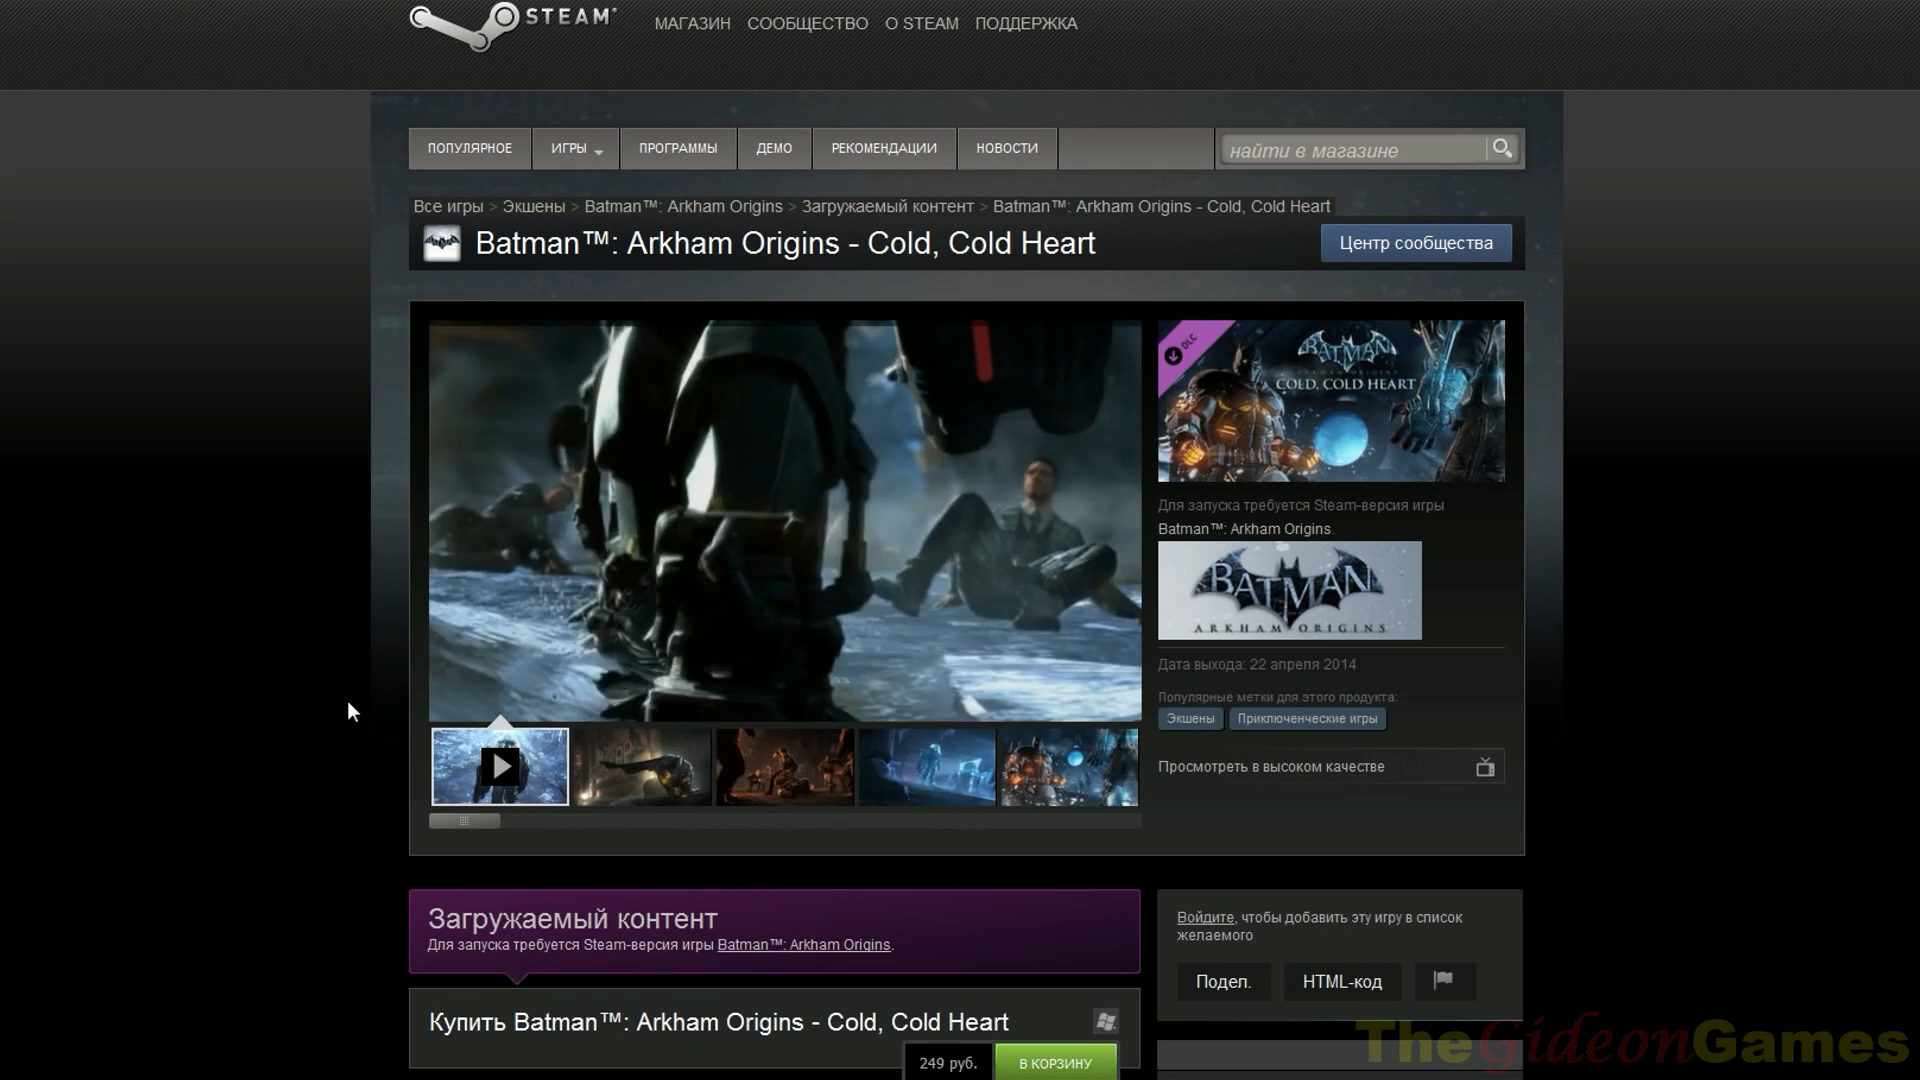 STEAM
МАГАЗИН СООБЩЕСТВО О STEAM ПОДДЕРЖКА
ПОПУЛЯРНОЕ ИГРЫ ПРОГРАММЫ ДЕМО РЕКОМЕНДАЦИИ НОВОСТИ найти в магазине
Все игры > Экшены > Batman™: Arkham Origins > Загружаемый контент > Batman™: Arkham Origins - Cold, Cold Heart
Batman™: Arkham Origins - Cold, Cold Heart
Центр сообщества
DLC
BATMAN
ARKHAM ORIGINS
COLD, COLD HEART
Для запуска требуется Steam-версия игры
Batman™: Arkham Origins.
BATMAN
ARKHAM ORIGINS
Дата выхода: 22 апреля 2014
Популярные метки для этого продукта:
Экшены Приключенческие игры
Просмотреть в высоком качестве
Загружаемый контент
Для запуска требуется Steam-версия игры Batman™: Arkham Origins.
Войдите, чтобы добавить эту игру в список
желаемого
Подел. HTML-код
Купить Batman™: Arkham Origins - Cold, Cold Heart
249 руб. В КОРЗИНУ
TheGideonGames